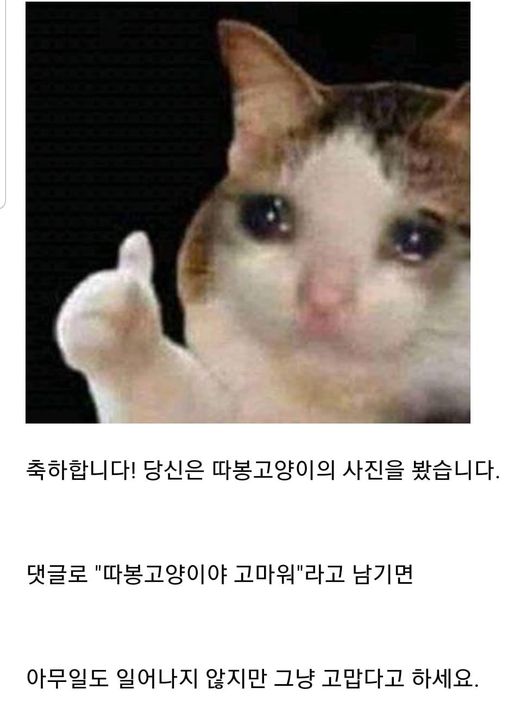 축하합니다! 당신은 따봉고양이의 사진을 봤습니다.
댓글로 "따봉고양이야 고마워"라고 남기면
아무일도 일어나지 않지만 그냥 고맙다고 하세요.